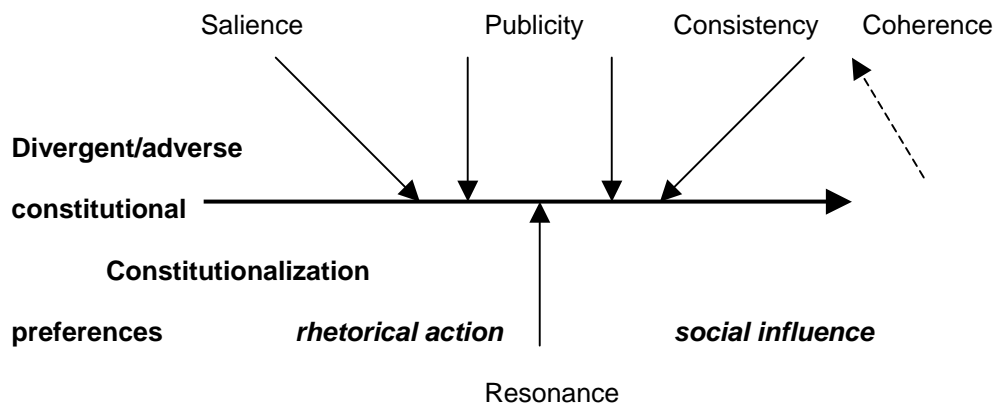 Salience Publicity Consistency Coherence
Divergent/adverse
constitutional
Constitutionalization
preferences rhetorical action social influence
Resonance